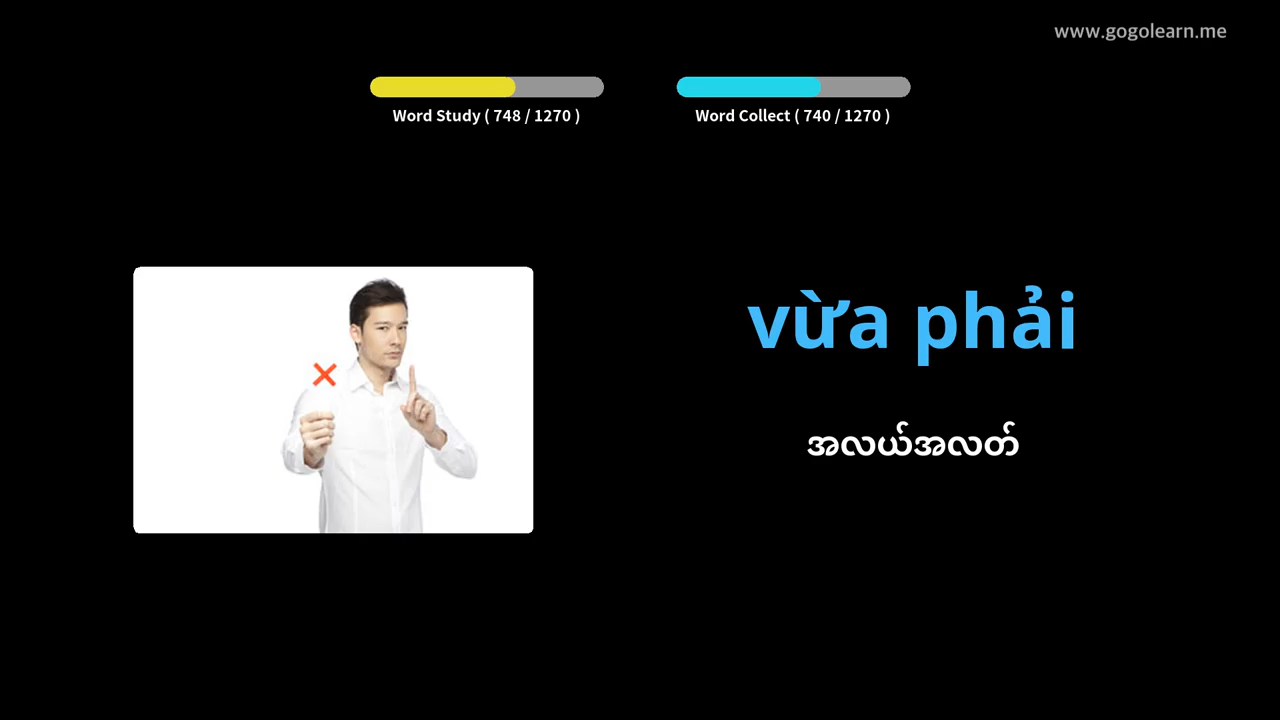 www.gogolearn.me
Word Study ( 748 / 1270 )
Word Collect ( 740 / 1270 )
vừa phải
အလယ်အလတ်